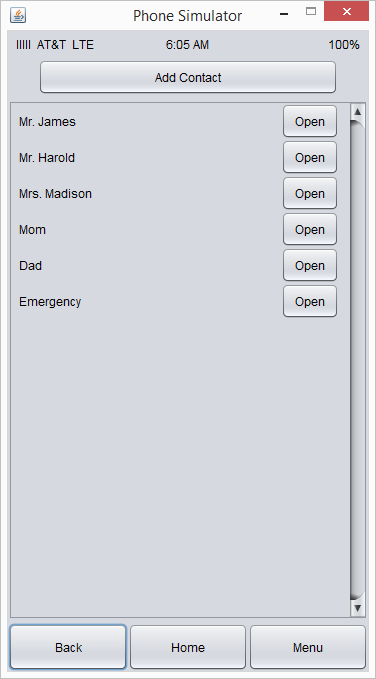 Phone Simulator
lllll AT&T LTE 6:05 AM 100%
Add Contact
Mr. James Open
Mr. Harold Open
Mrs. Madison Open
Mom Open
Dad Open
Emergency Open
Back Home Menu